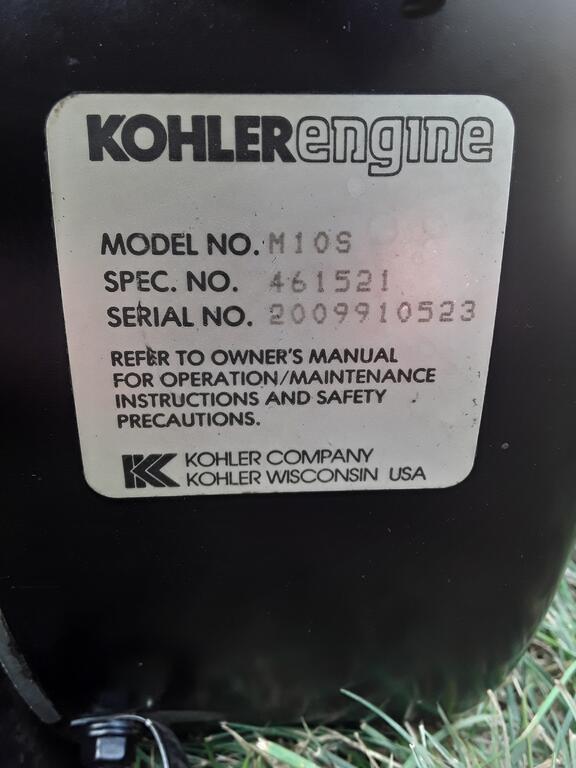 KOHLERengine
MODEL NO. M10S
SPEC. NO. 461521
SERIAL NO. 2009910523
REFER TO OWNER'S MANUAL
FOR OPERATION/MAINTENANCE
INSTRUCTIONS AND SAFETY
PRECAUTIONS.
KOHLER COMPANY
KOHLER WISCONSIN USA